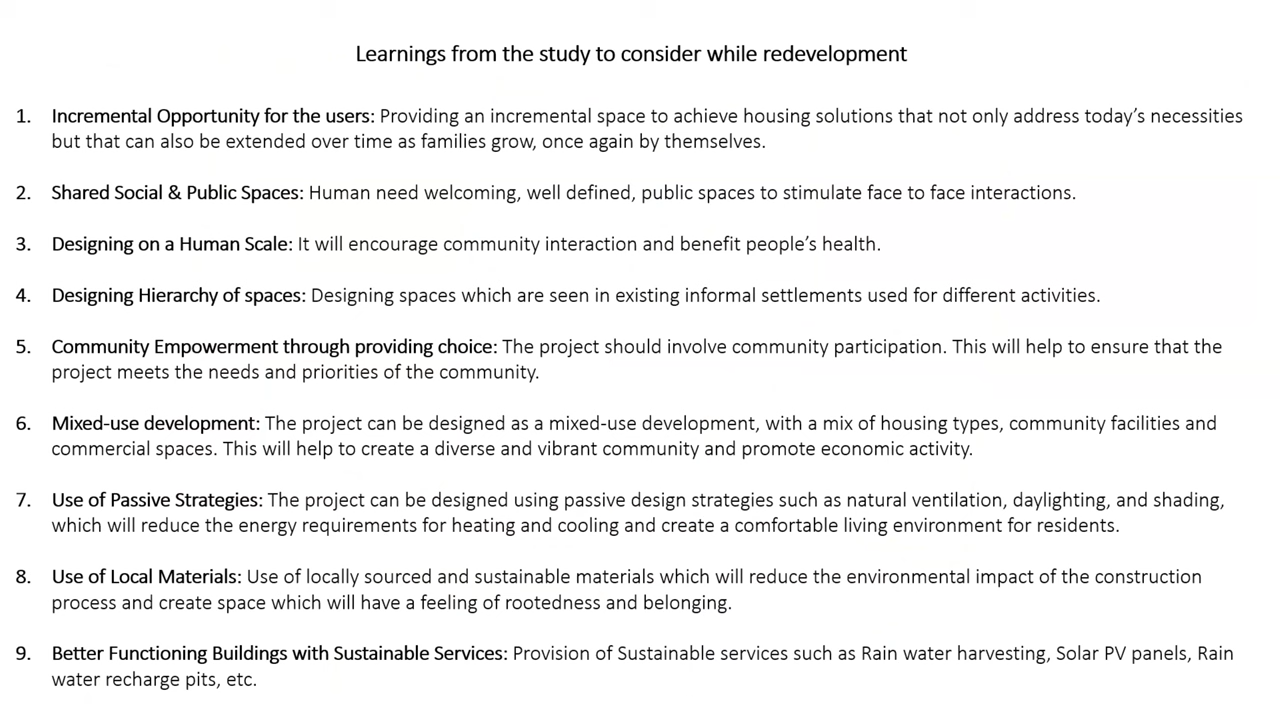 Learnings from the study to consider while redevelopment
1. Incremental Opportunity for the users: Providing an incremental space to achieve housing solutions that not only address today's necessities
but that can also be extended over time as families grow, once again by themselves.
2. Shared Social & Public Spaces: Human need welcoming, well defined, public spaces to stimulate face to face interactions.
3. Designing on a Human Scale: It will encourage community interaction and benefit people's health.
4. Designing Hierarchy of spaces: Designing spaces which are seen in existing informal settlements used for different activities.
5. Community Empowerment through providing choice: The project should involve community participation. This will help to ensure that the
project meets the needs and priorities of the community.
6. Mixed-use development: The project can be designed as a mixed-use development, with a mix of housing types, community facilities and
commercial spaces. This will help to create a diverse and vibrant community and promote economic activity.
7. Use of Passive Strategies: The project can be designed using passive design strategies such as natural ventilation, daylighting, and shading,
which will reduce the energy requirements for heating and cooling and create a comfortable living environment for residents.
8. Use of Local Materials: Use of locally sourced and sustainable materials which will reduce the environmental impact of the construction
process and create space which will have a feeling of rootedness and belonging.
9. Better Functioning Buildings with Sustainable Services: Provision of Sustainable services such as Rain water harvesting, Solar PV panels, Rain
water recharge pits, etc.